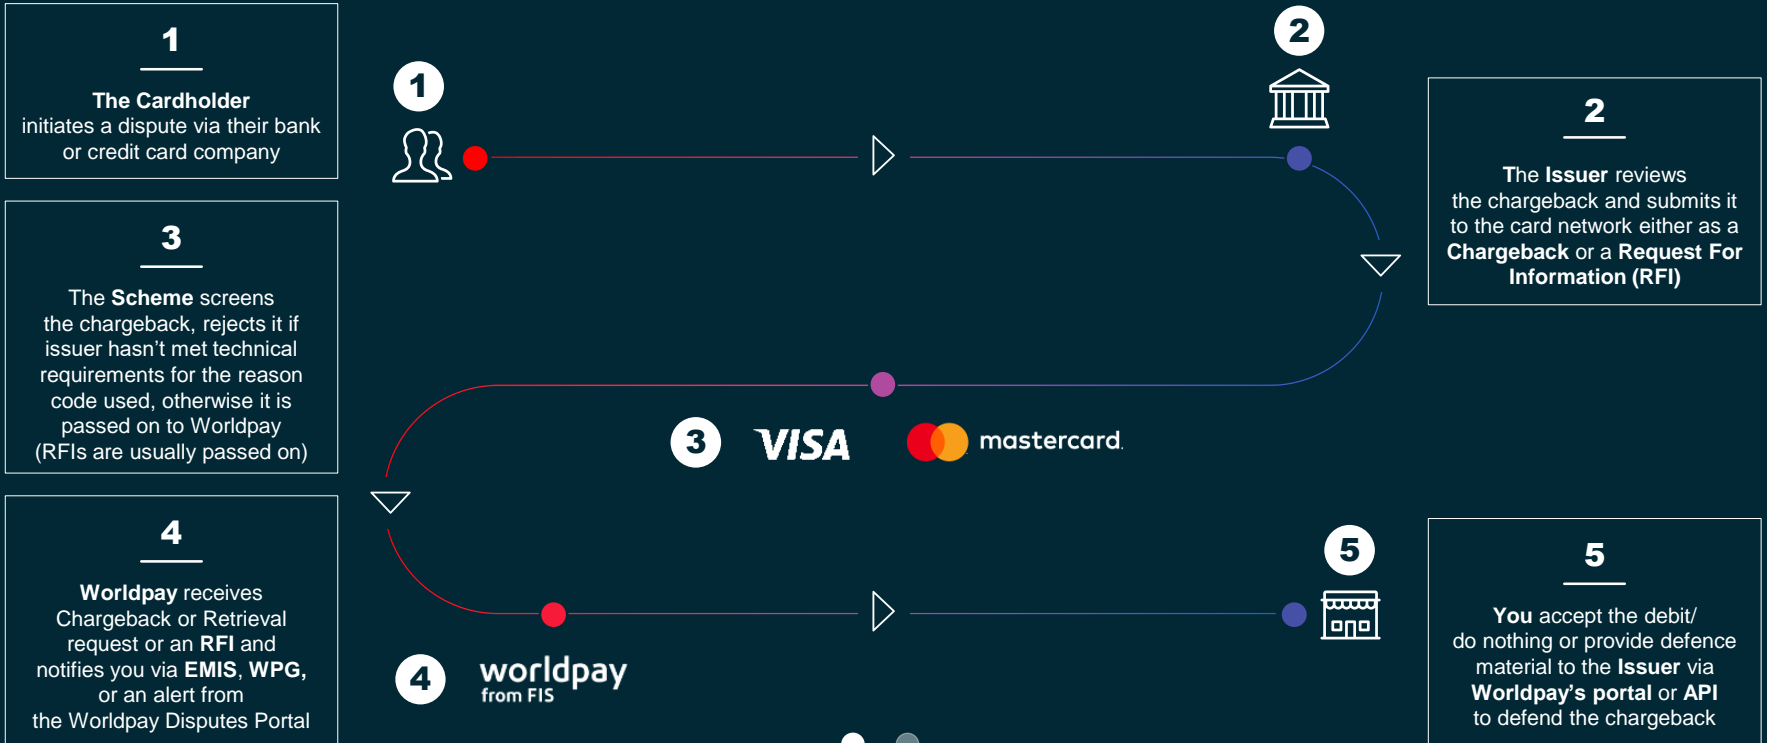 1
The Cardholder
initiates a dispute via their bank
or credit card company
1
2
2
The Issuer reviews
the chargeback and submits it
to the card network either as a
Chargeback or a Request For
Information (RFI)
3
The Scheme screens
the chargeback, rejects it if
issuer hasn't met technical
requirements for the reason
code used, otherwise it is
passed on to Worldpay
(RFIs are usually passed on)
3
VISA
mastercard.
4
Worldpay receives
Chargeback or Retrieval
request or an RFI and
notifies you via EMIS, WPG,
or an alert from
the Worldpay Disputes Portal
4
worldpay
from FIS
5
5
You accept the debit/
do nothing or provide defence
material to the Issuer via
Worldpay's portal or API
to defend the chargeback